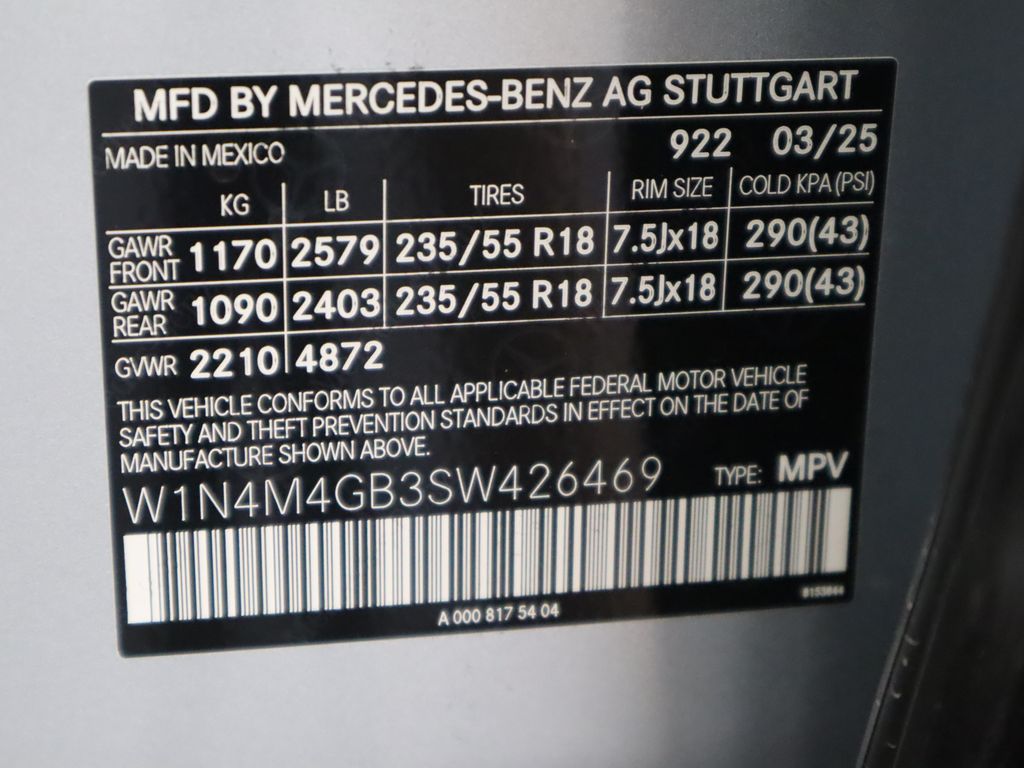 MFD BY MERCEDES-BENZ AG STUTTGART
MADE IN MEXICO 922 03/25
KG LB TIRES RIM SIZE COLD KPA (PSI)
GAWR FRONT 1170 2579 235/55 R18 7.5Jx18 290(43)
GAWR REAR 1090 2403 235/55 R18 7.5Jx18 290(43)
GVWR 2210 4872
THIS VEHICLE CONFORMS TO ALL APPLICABLE FEDERAL MOTOR VEHICLE
SAFETY AND THEFT PREVENTION STANDARDS IN EFFECT ON THE DATE OF
MANUFACTURE SHOWN ABOVE.
W1N4M4GB3SW426469 TYPE: MPV
A 000 817 54 04